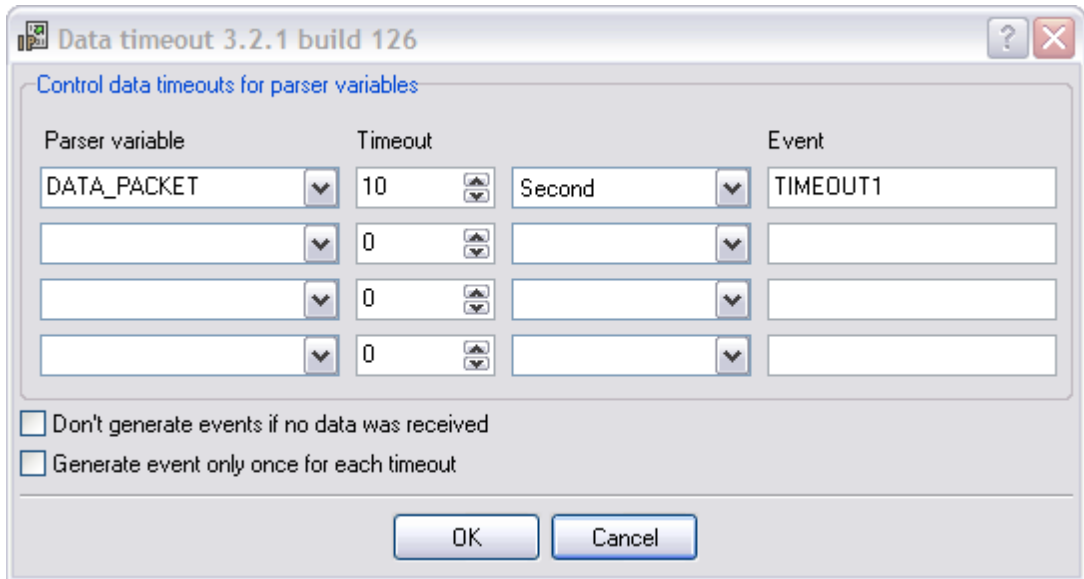 Data timeout 3.2.1 build 126
Control data timeouts for parser variables
Parser variable Timeout Event
DATA_PACKET 10 Second TIMEOUT1
0
0
0
Don't generate events if no data was received
Generate event only once for each timeout
OK Cancel